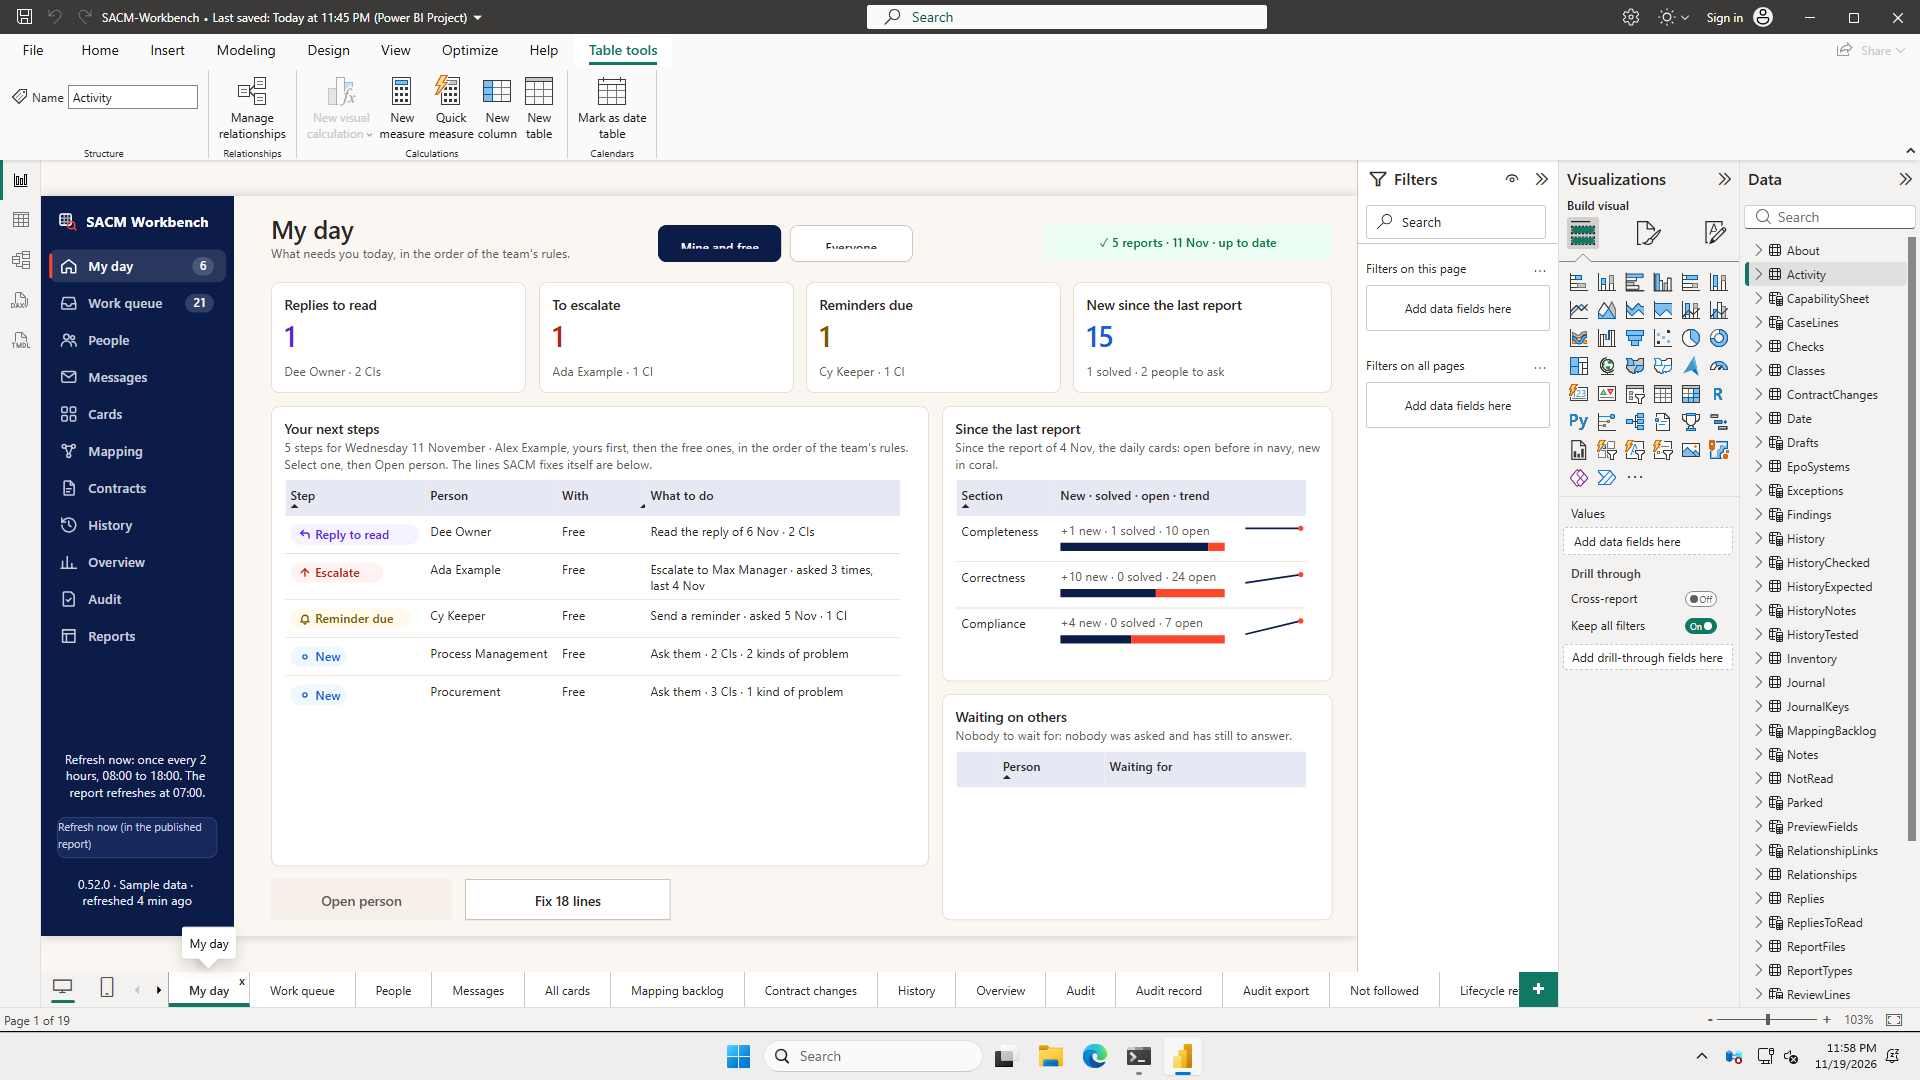 SACM-Workbench • Last saved: Today at 11:45 PM (Power BI Project)
Search
Sign in
File
Home
Insert
Modeling
Design
View
Optimize
Help
Table tools
Share
Name
Activity
Structure
Manage relationships
Relationships
New visual calculation
New measure
Quick measure
New column
New table
Calculations
Mark as date table
Calendars
SACM Workbench
My day 6
Work queue 21
People
Messages
Cards
Mapping
Contracts
History
Overview
Audit
Reports
Refresh now: once every 2
hours, 08:00 to 18:00. The
report refreshes at 07:00.
Refresh now (in the published
report)
0.52.0 · Sample data ·
refreshed 4 min ago
My day
What needs you today, in the order of the team's rules.
Mine and free
Everyone
✓ 5 reports · 11 Nov · up to date
Replies to read
1
Dee Owner · 2 CIs
To escalate
1
Ada Example · 1 CI
Reminders due
1
Cy Keeper · 1 CI
New since the last report
15
1 solved · 2 people to ask
Your next steps
5 steps for Wednesday 11 November · Alex Example, yours first, then the free ones, in the order of the team's rules.
Select one, then Open person. The lines SACM fixes itself are below.
Step Person With What to do
Reply to read Dee Owner Free Read the reply of 6 Nov · 2 CIs
Escalate Ada Example Free Escalate to Max Manager · asked 3 times,
last 4 Nov
Reminder due Cy Keeper Free Send a reminder · asked 5 Nov · 1 CI
New Process Management Free Ask them · 2 CIs · 2 kinds of problem
New Procurement Free Ask them · 3 CIs · 1 kind of problem
Open person
Fix 18 lines
Since the last report
Since the report of 4 Nov, the daily cards: open before in navy, new
in coral.
Section New · solved · open · trend
Completeness +1 new · 1 solved · 10 open
Correctness +10 new · 0 solved · 24 open
Compliance +4 new · 0 solved · 7 open
Waiting on others
Nobody to wait for: nobody was asked and has still to answer.
Person Waiting for
Filters
Search
Filters on this page
Add data fields here
Filters on all pages
Add data fields here
Visualizations
Build visual
R
Py
123
Values
Add data fields here
Drill through
Cross-report Off
Keep all filters On
Add drill-through fields here
Data
Search
About
Activity
CapabilitySheet
CaseLines
Checks
Classes
ContractChanges
Date
Drafts
EpoSystems
Exceptions
Findings
History
HistoryChecked
HistoryExpected
HistoryNotes
HistoryTested
Inventory
Journal
JournalKeys
MappingBacklog
Notes
NotRead
Parked
PreviewFields
RelationshipLinks
Relationships
Replies
RepliesToRead
ReportFiles
ReportTypes
ReviewLines
DAX
TMDL
My day
My day x
Work queue
People
Messages
All cards
Mapping backlog
Contract changes
History
Overview
Audit
Audit record
Audit export
Not followed
Lifecycle re
+
Page 1 of 19
- + 103%
Search
11:58 PM
11/19/2026